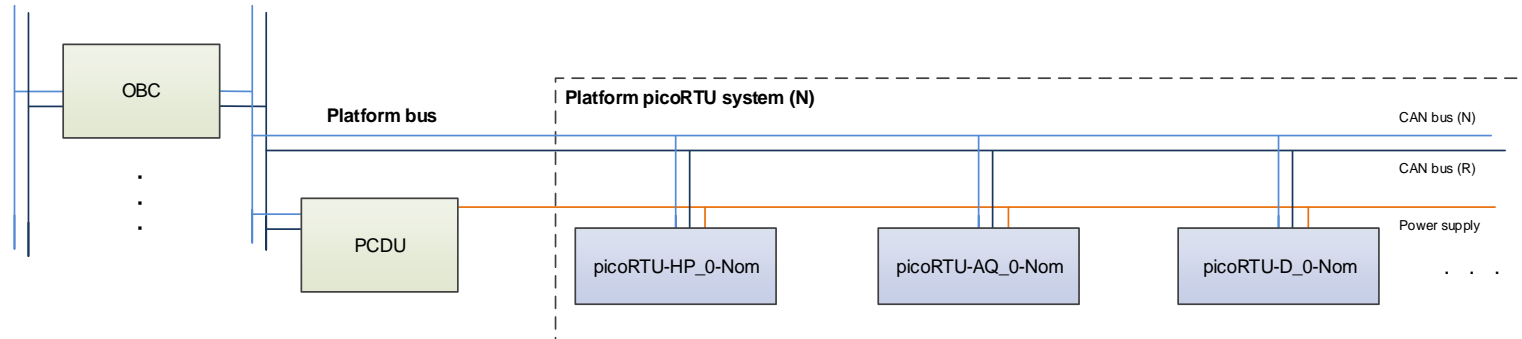 OBC
Platform bus
Platform picoRTU system (N)
CAN bus (N)
CAN bus (R)
PCDU
Power supply
picoRTU-HP_0-Nom
picoRTU-AQ_0-Nom
picoRTU-D_0-Nom
. . .